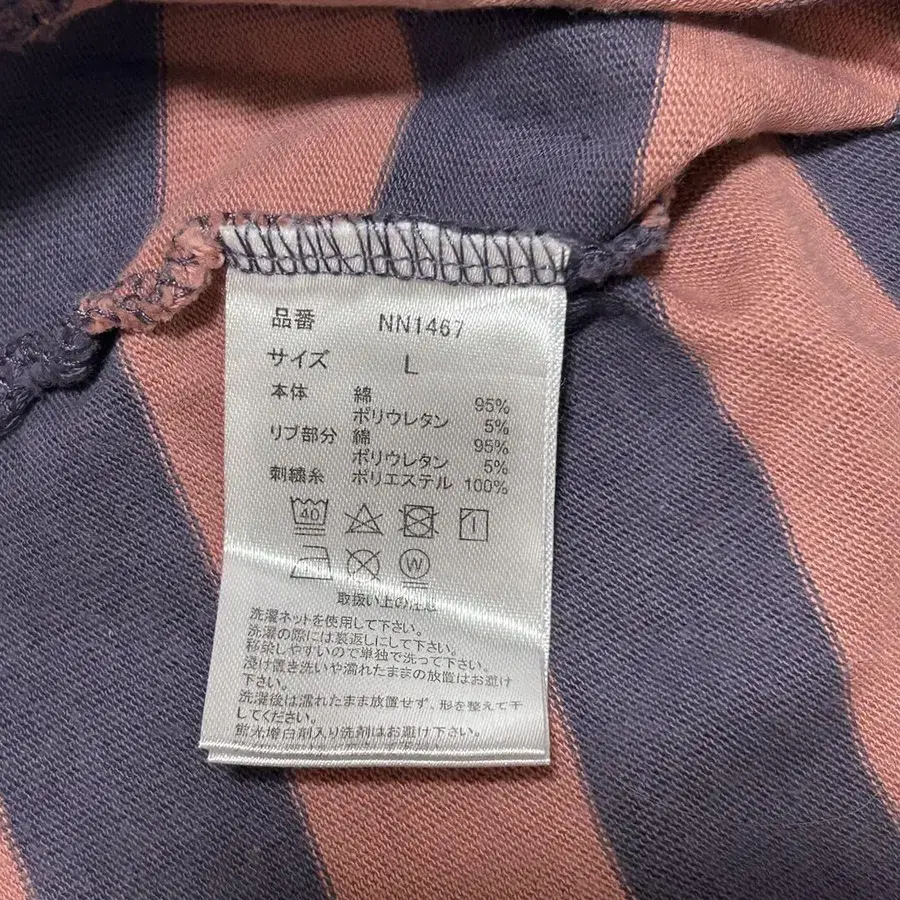 品番 NN1467
サイズ L
本体 綿 95%
ポリウレタン 5%
リブ部分 綿 95%
ポリウレタン 5%
刺繍糸 ポリエステル 100%
40
W
取扱い上の注意
洗濯ネットを使用して下さい。
洗濯の際には裏返しにして下さい。
移染しやすいので単独で洗って下さい。
浸け置き洗いや濡れたままの放置はお避け
下さい。
洗濯後は濡れたまま放置せず、形を整えて干
してください。
蛍光増白剤入り洗剤はお避け下さい。